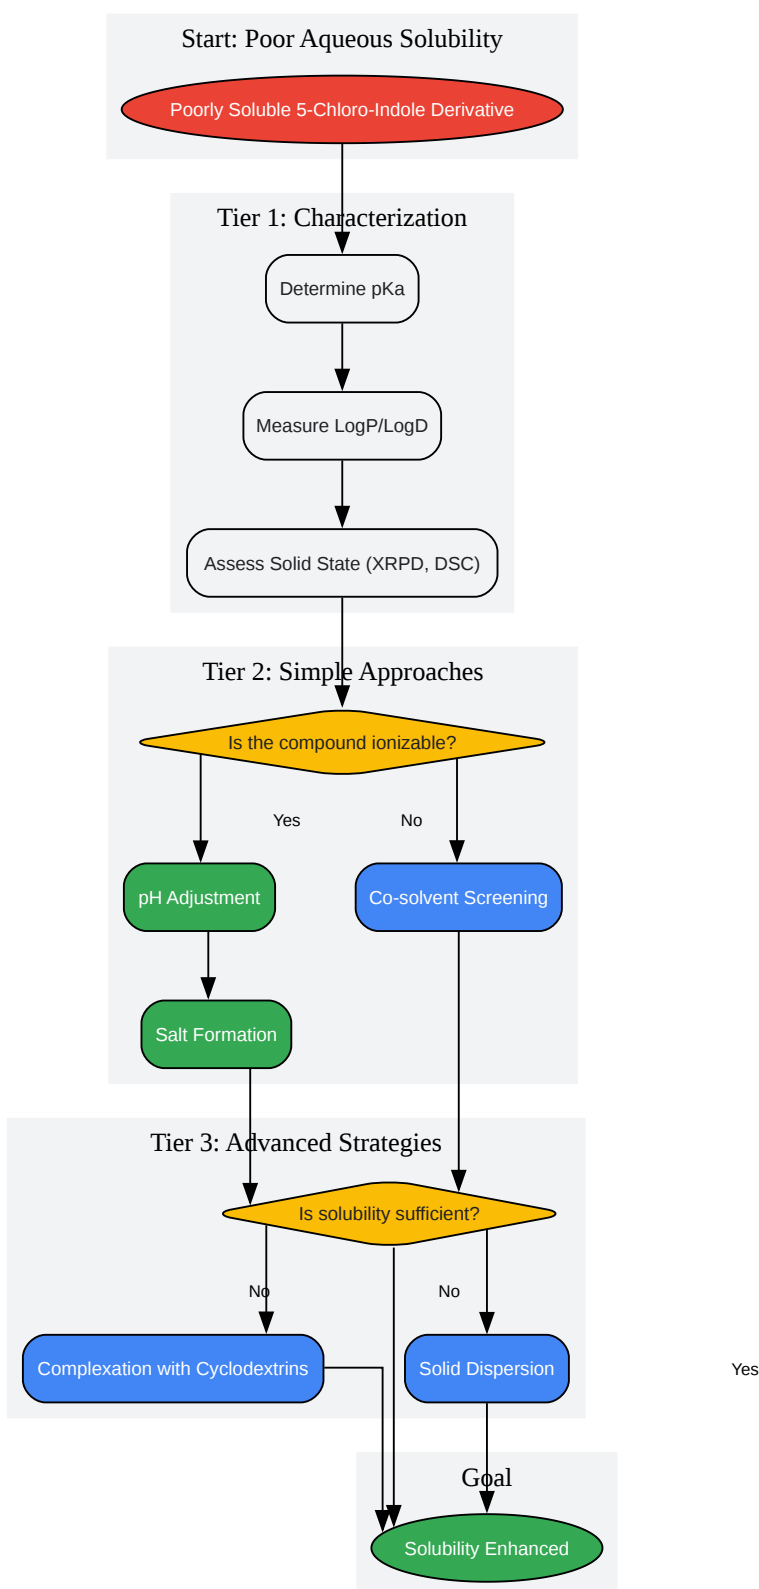 Start: Poor Aqueous Solubility
Poorly Soluble 5-Chloro-Indole Derivative
Tier 1: Characterization
Determine pKa
Measure LogP/LogD
Assess Solid State (XRPD, DSC)
Tier 2: Simple Approaches
Is the compound ionizable?
Yes
No
pH Adjustment
Co-solvent Screening
Salt Formation
Tier 3: Advanced Strategies
Is solubility sufficient?
No
No
Complexation with Cyclodextrins
Solid Dispersion
Yes
Goal
Solubility Enhanced